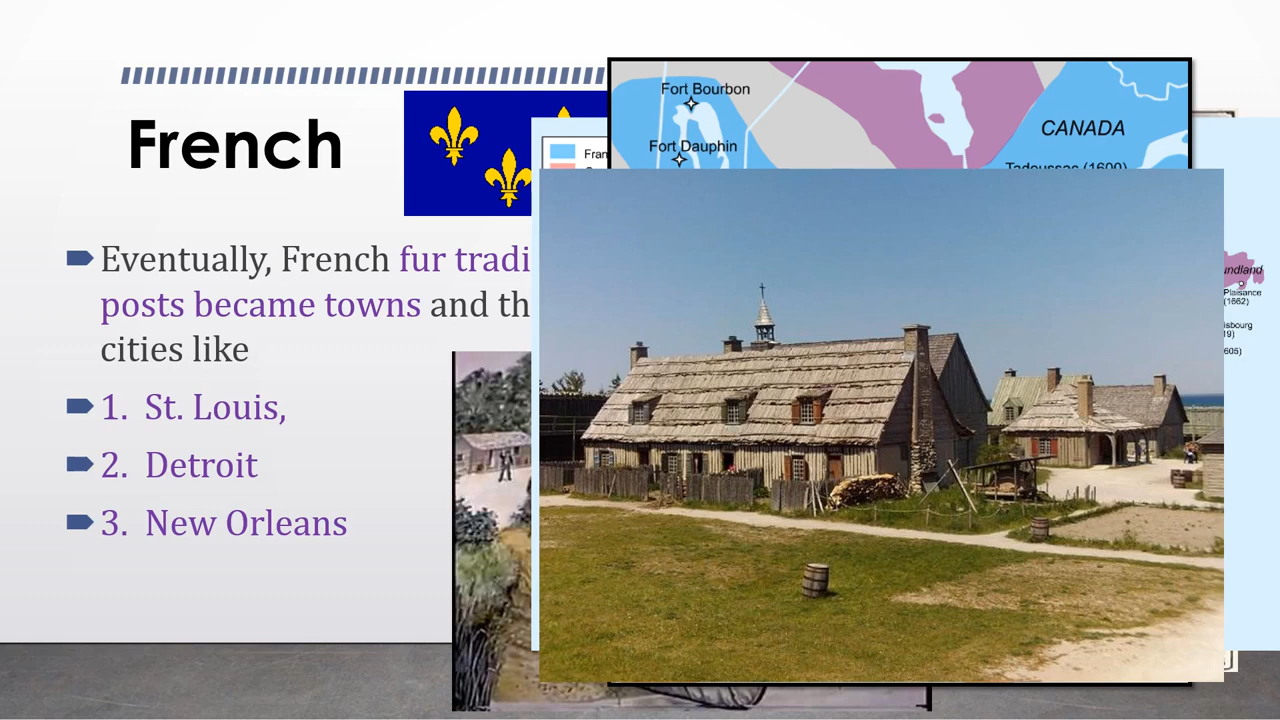 French
Eventually, French fur tradi
posts became towns and th
cities like
1. St. Louis,
2. Detroit
3. New Orleans
Fort Bourbon
Fort Dauphin
CANADA
Tadoussac (1600)
Fran
undland
Plaisance
(1662)
isbourg
19)
605)